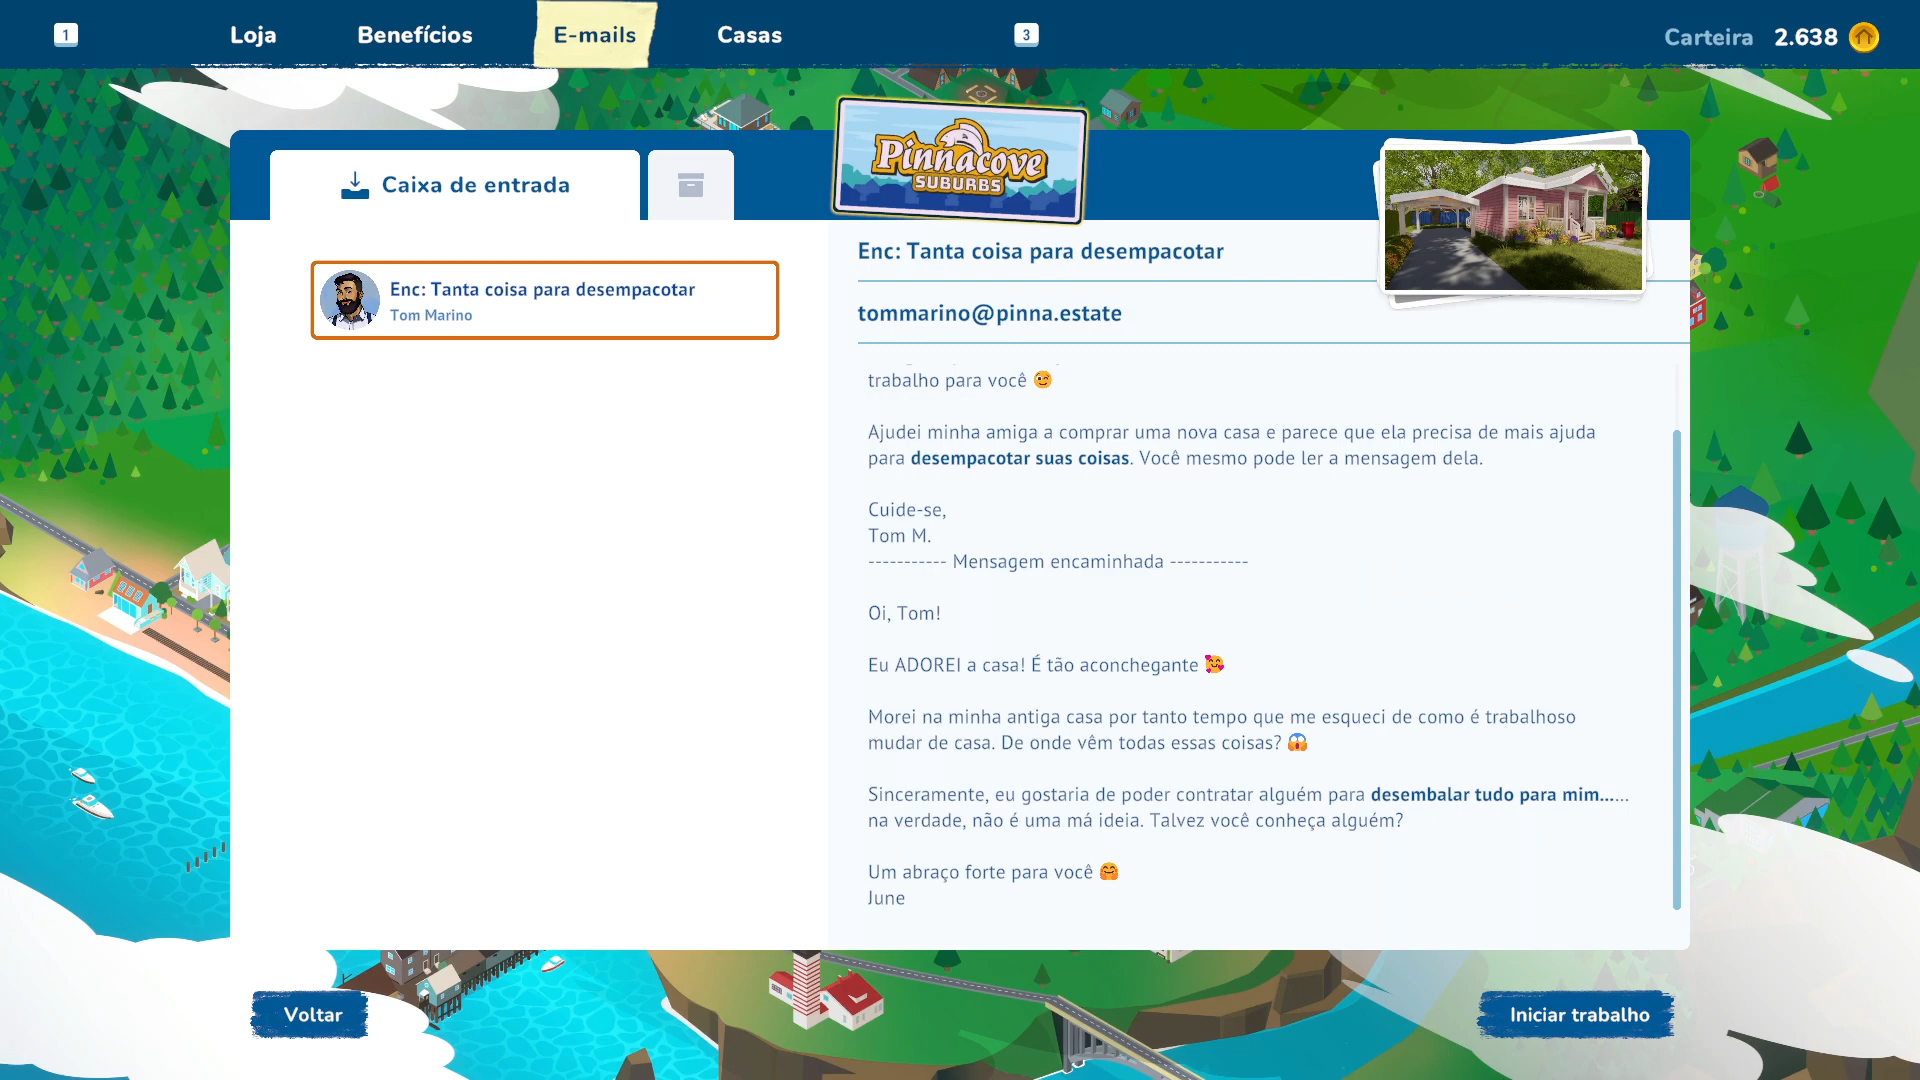 1
Loja
Benefícios
E-mails
Casas
3
Carteira 2.638
Caixa de entrada
Pinnacove
SUBURBS
Enc: Tanta coisa para desempacotar
Tom Marino
Enc: Tanta coisa para desempacotar
tommarino@pinna.estate
trabalho para você
Ajudei minha amiga a comprar uma nova casa e parece que ela precisa de mais ajuda
para desempacotar suas coisas. Você mesmo pode ler a mensagem dela.
Cuide-se,
Tom M.
----------- Mensagem encaminhada -----------
Oi, Tom!
Eu ADOREI a casa! É tão aconchegante
Morei na minha antiga casa por tanto tempo que me esqueci de como é trabalhoso
mudar de casa. De onde vêm todas essas coisas?
Sinceramente, eu gostaria de poder contratar alguém para desembalar tudo para mim......
na verdade, não é uma má ideia. Talvez você conheça alguém?
Um abraço forte para você
June
Voltar
Iniciar trabalho